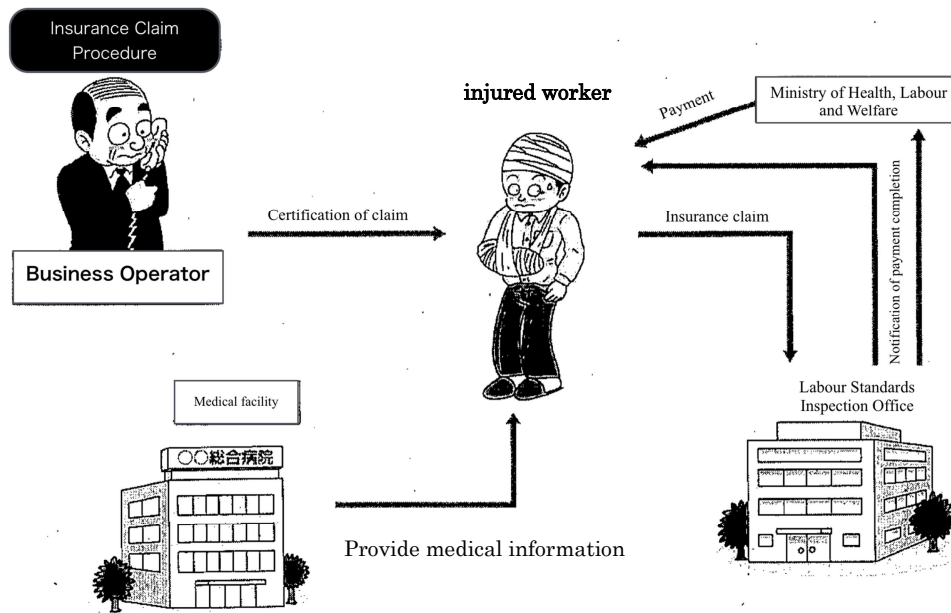 Insurance Claim
Procedure
injured worker
Payment
Ministry of Health, Labour
and Welfare
Certification of claim
Insurance claim
Notification of payment completion
Business Operator
Labour Standards
Inspection Office
Medical facility
〇〇総合病院
Provide medical information